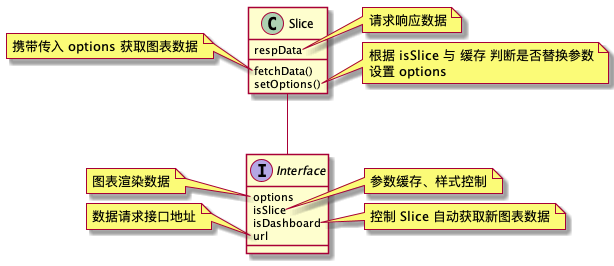 C Slice
请求响应数据
respData
携带传入 options 获取图表数据
根据 isSlice 与 缓存 判断是否替换参数
设置 options
fetchData()
setOptions()
I Interface
图表渲染数据
参数缓存、样式控制
options
isSlice
数据请求接口地址
控制 Slice 自动获取新图表数据
isDashboard
url